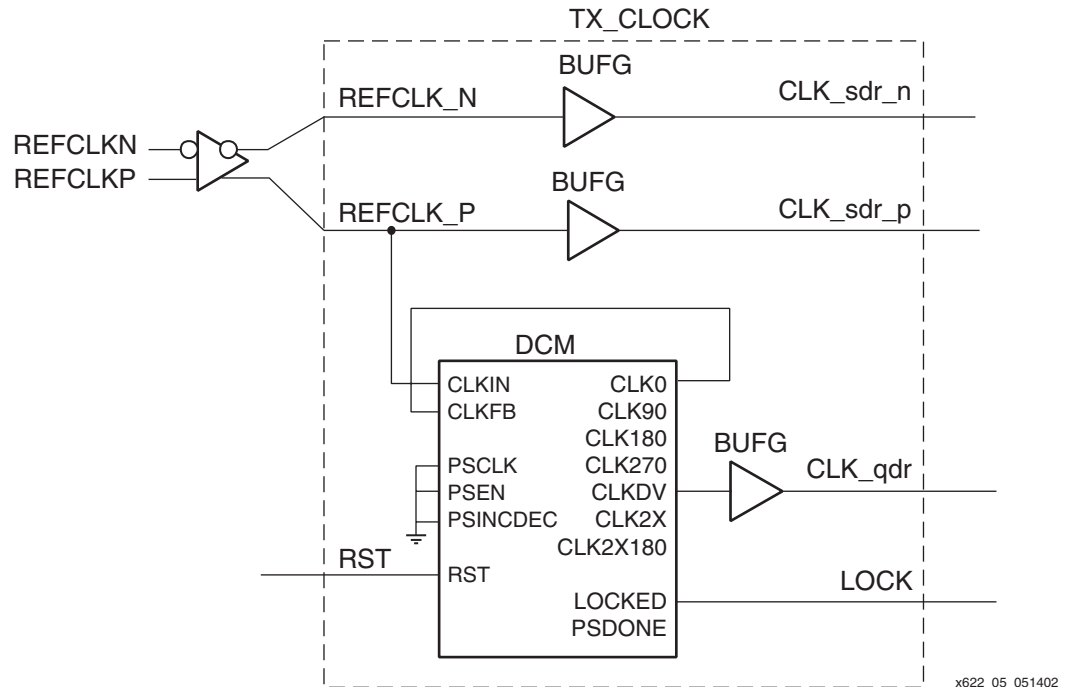 TX_CLOCK
BUFG
REFCLK_N
CLK_sdr_n
REFCLKN
REFCLKP
BUFG
REFCLK_P
CLK_sdr_p
DCM
CLKIN
CLK0
CLKFB
CLK90
CLK180
PSCLK
CLK270
PSEN
CLKDV
PSINCDEC
CLK2X
CLK2X180
BUFG
CLK_qdr
RST
RST
LOCKED
LOCK
PSDONE
x622_05_051402